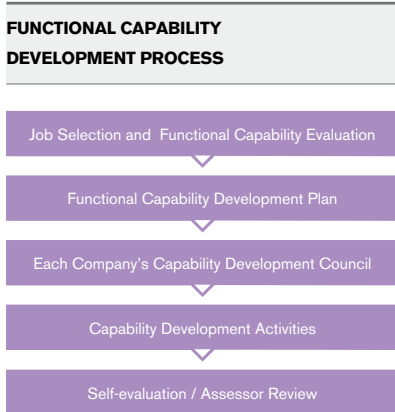 FUNCTIONAL CAPABILITY
DEVELOPMENT PROCESS
Job Selection and Functional Capability Evaluation
Functional Capability Development Plan
Each Company's Capability Development Council
Capability Development Activities
Self-evaluation / Assessor Review